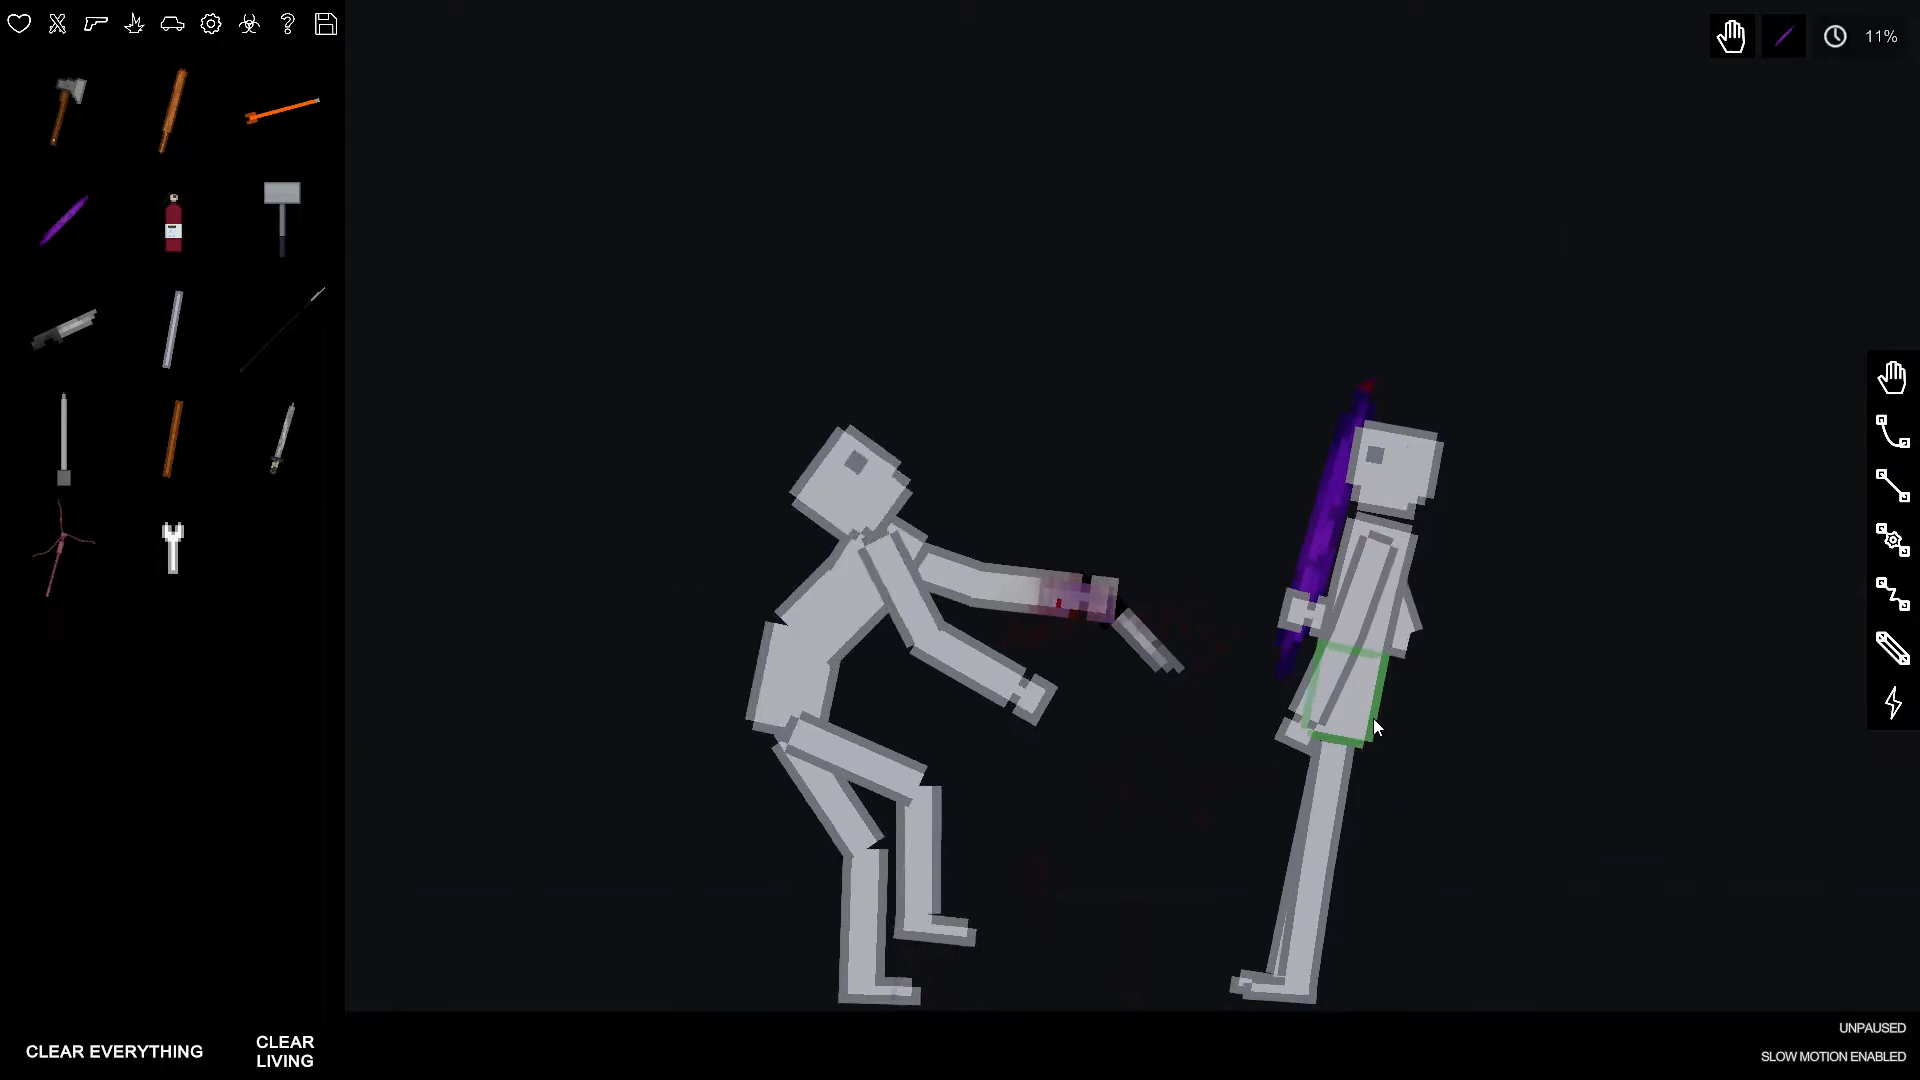 11%
CLEAR EVERYTHING
CLEAR
LIVING
UNPAUSED
SLOW MOTION ENABLED